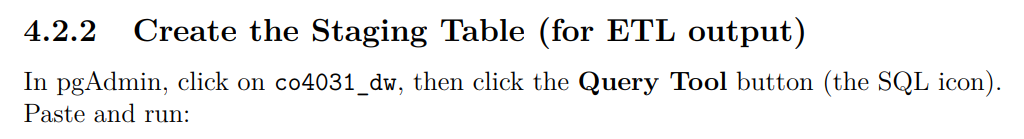 4.2.2 Create the Staging Table (for ETL output)
In pgAdmin, click on co4031_dw, then click the Query Tool button (the SQL icon).
Paste and run: